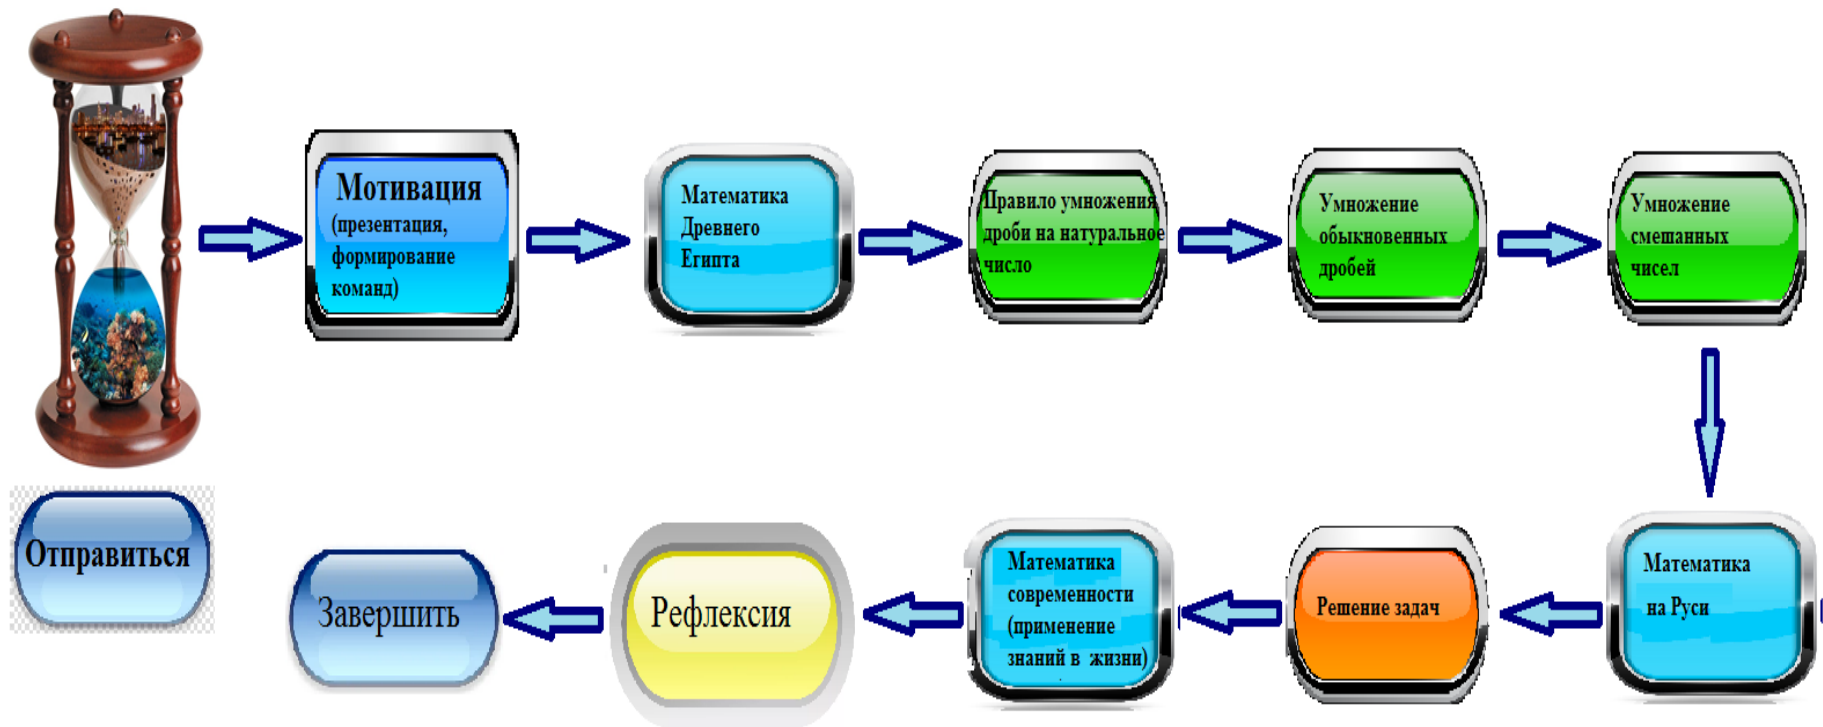 Мотивация
(презентация,
формирование
команд)
Математика
Древнего
Египта
Правило умножения
дроби на натуральное
число
Умножение
обыкновенных
дробей
Умножение
смешанных
чисел
Отправиться
Завершить
Рефлексия
Математика
современности
(применение
знаний в жизни)
Решение задач
Математика
на Руси